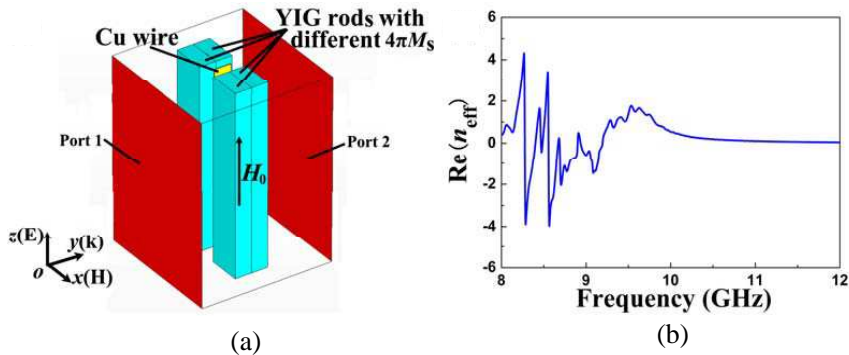 YIG rods with
different 4πMs
Cu wire
Port 1
Port 2
H0
z(E)
y(k)
o
x(H)
(a)
Re(neff)
6
4
2
0
-2
-4
-6
8
9
10
11
12
Frequency (GHz)
(b)